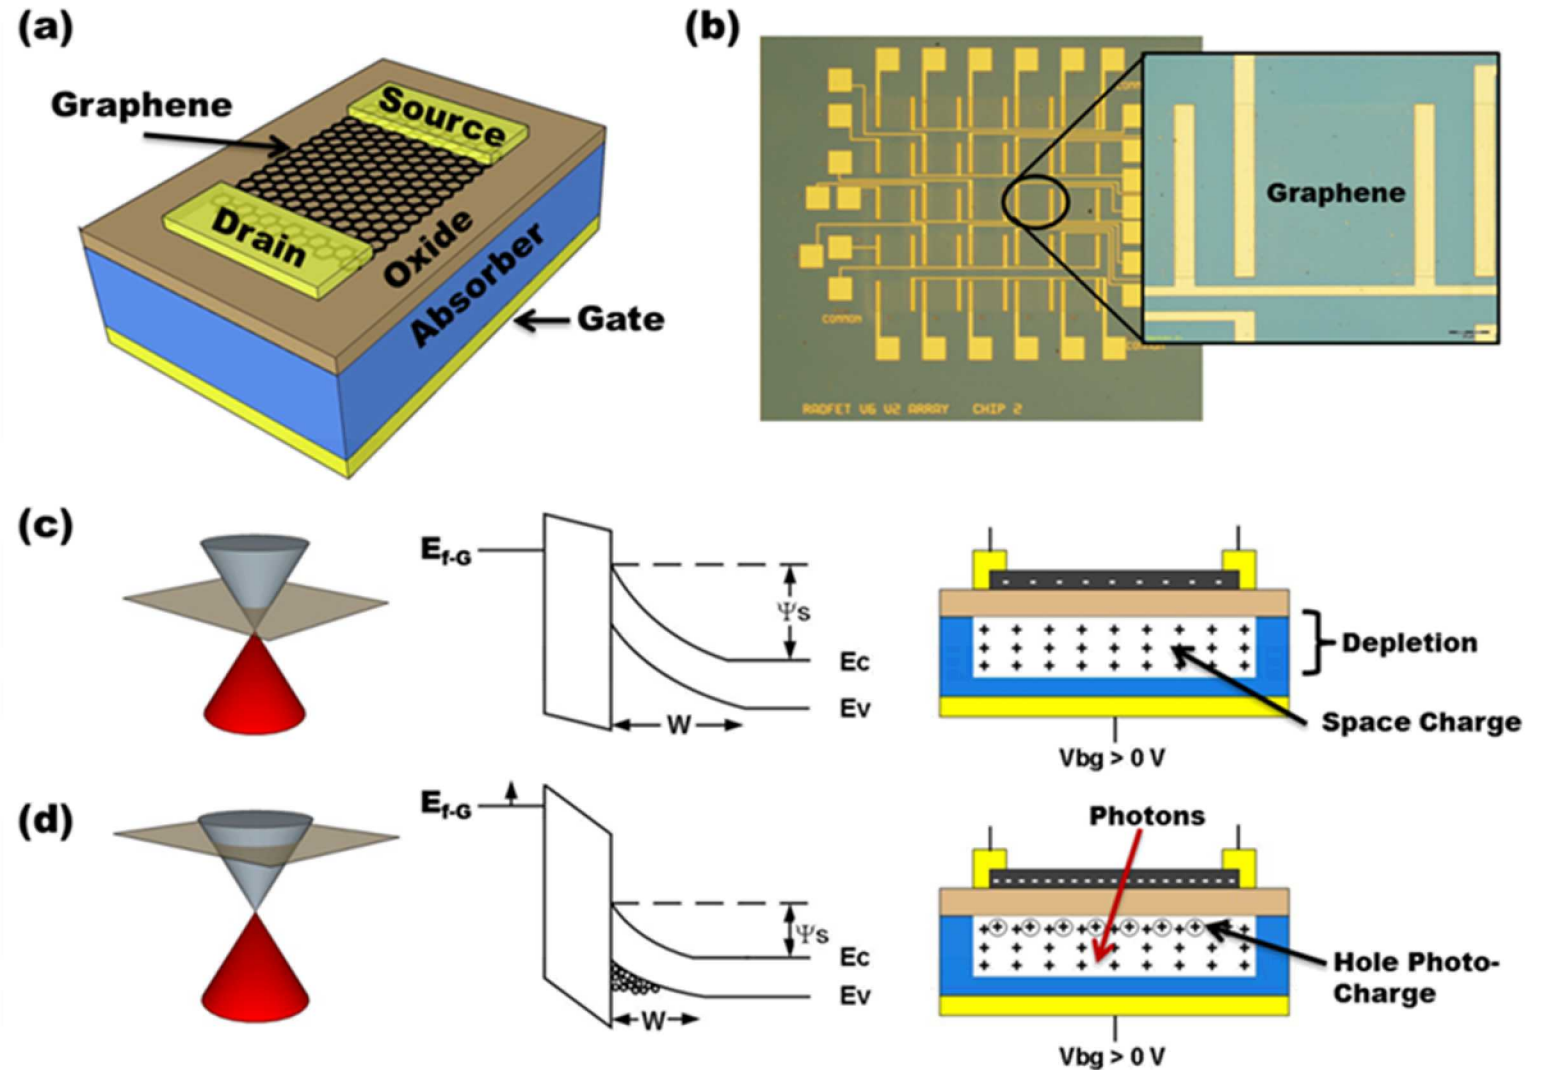 (a)
Graphene
Source
Drain
Oxide
Absorber
Gate
(b)
Graphene
COMMON
RADFET V6 V2 ARRAY CHIP 2
(c)
Ef-G
Ψs
Ec
Ev
W
Depletion
Space Charge
Vbg > 0 V
(d)
Ef-G
Ψs
Ec
Ev
W
Photons
Hole Photo-
Charge
Vbg > 0 V